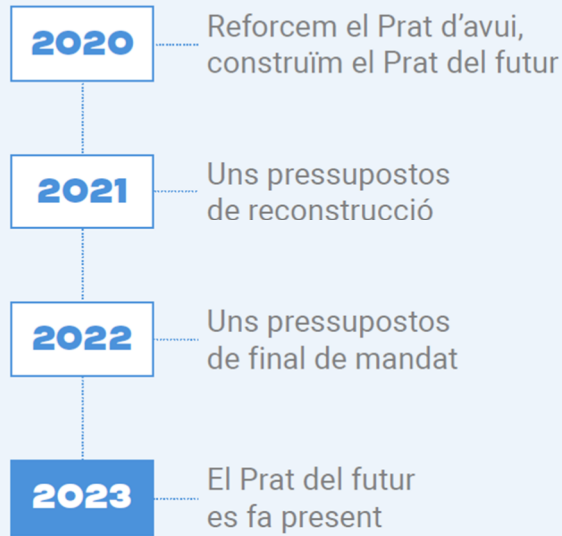 2020
Reforcem el Prat d’avui,
construïm el Prat del futur
2021
Uns pressupostos
de reconstrucció
2022
Uns pressupostos
de final de mandat
2023
El Prat del futur
es fa present